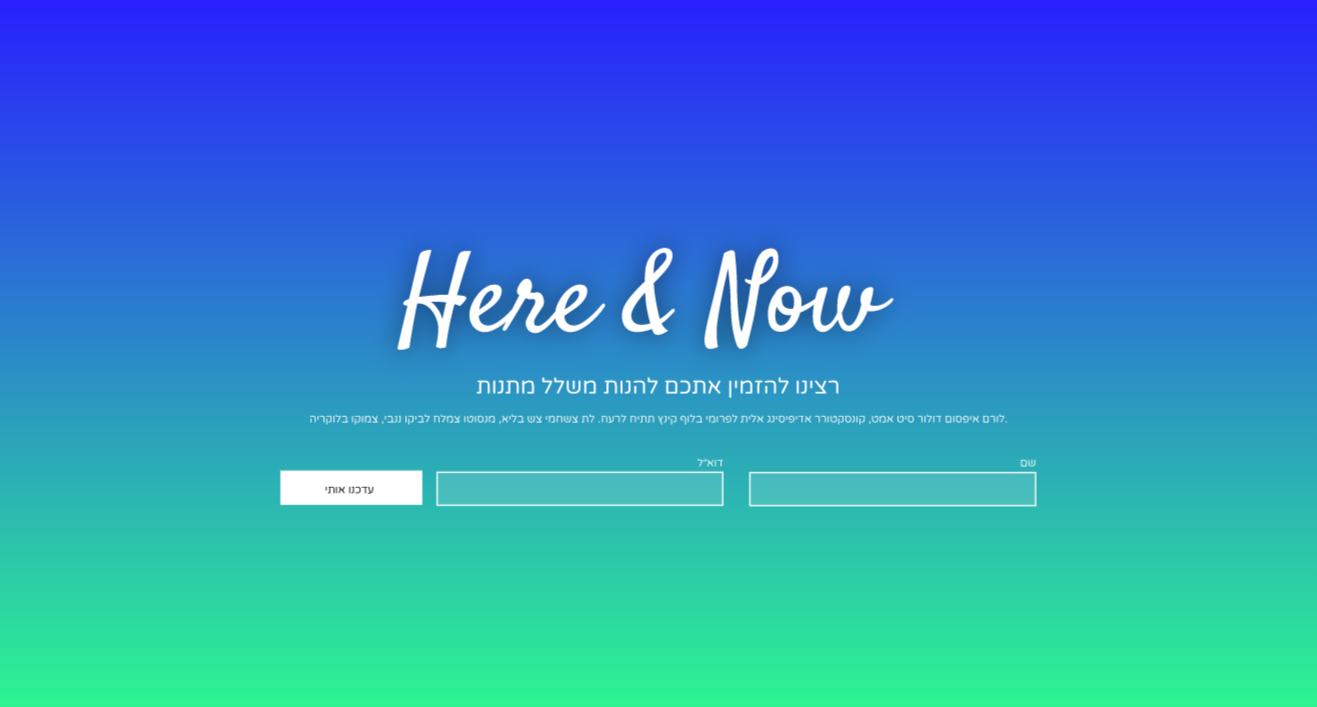 Here & Now
רצינו להזמין אתכם להנות משלל מתנות
לורם איפסום דולור סיט אמט, קונסקטורר אדיפיסינג אלית לפרומי בלוף קינץ תתיח לרעח. לת צשחמי צש בליא, מנסוטו צמלח לביקו ננבי, צמוקו בלוקריה.
שם
דוא"ל
עדכנו אותי